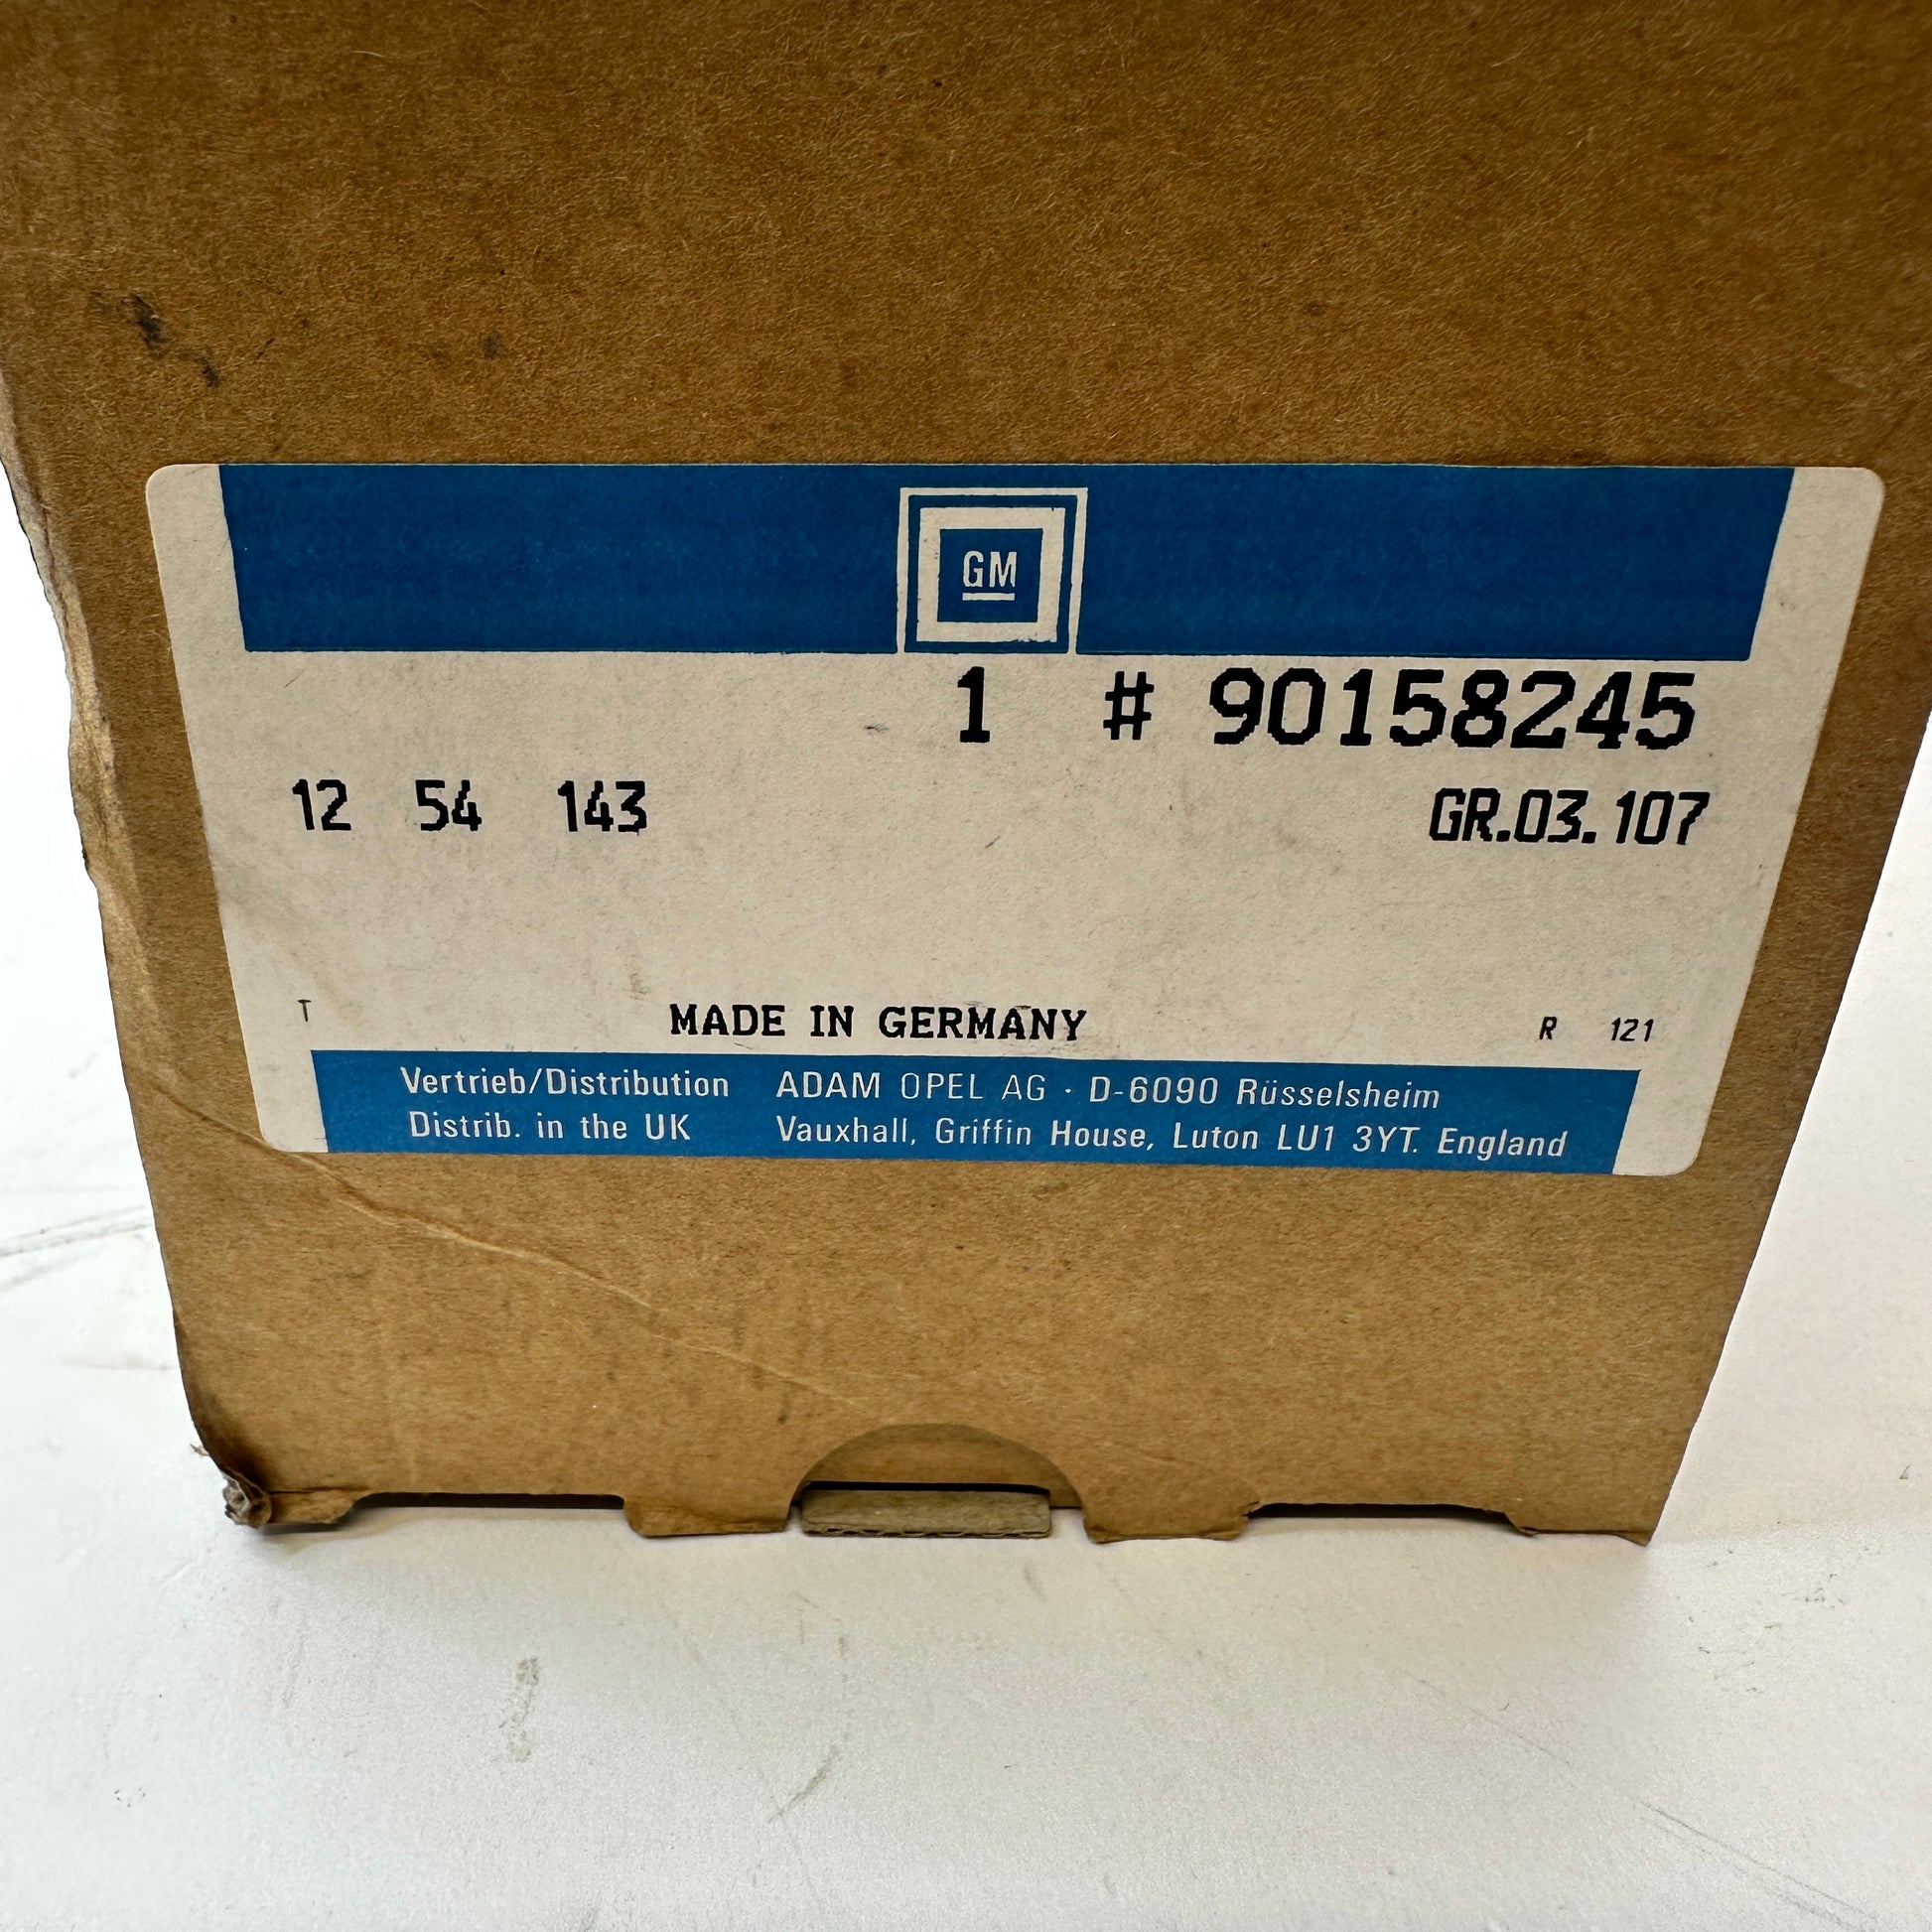 GM
1 # 90158245
12 54 143 GR.03.107
T MADE IN GERMANY R 121
Vertrieb/Distribution ADAM OPEL AG · D-6090 Rüsselsheim
Distrib. in the UK Vauxhall, Griffin House, Luton LU1 3YT. England